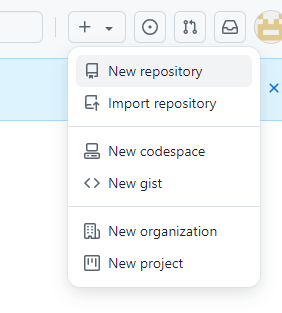 New repository
Import repository
New codespace
New gist
New organization
New project